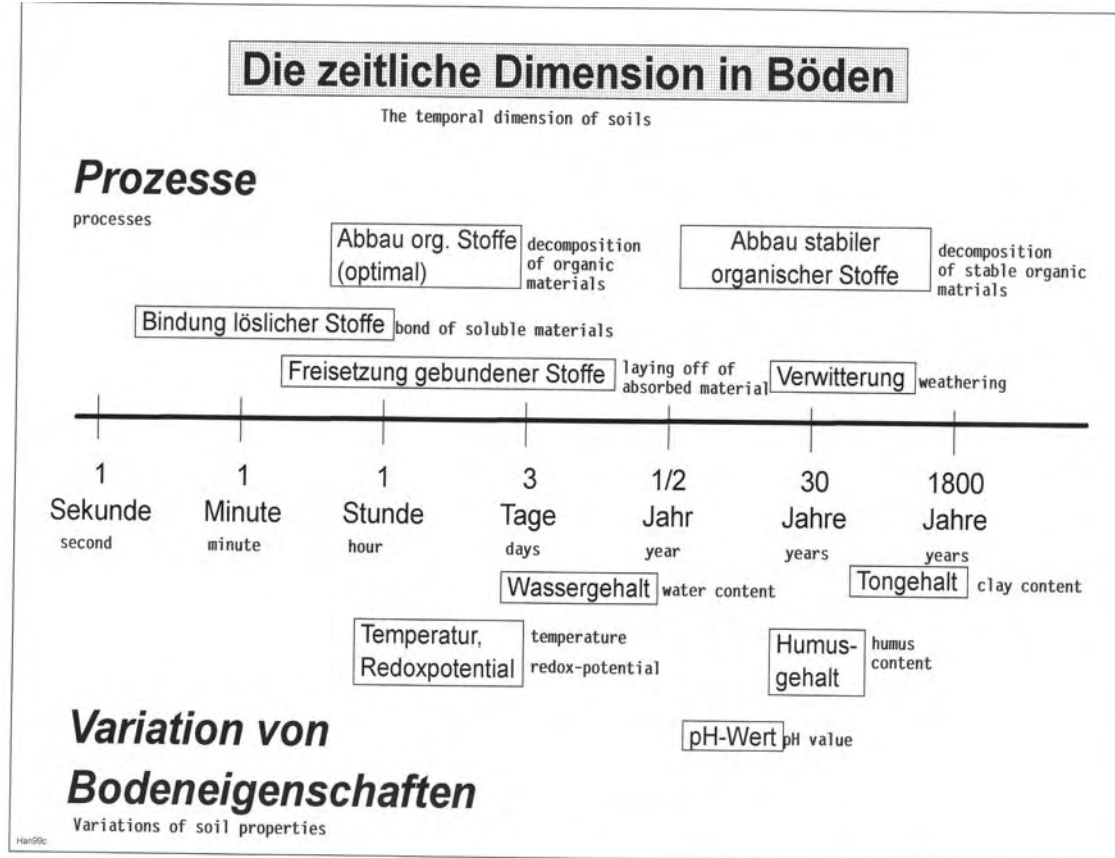 Die zeitliche Dimension in Böden
The temporal dimension of soils
Prozesse
processes
Abbau org. Stoffe
(optimal)
decomposition
of organic
materials
Abbau stabiler
organischer Stoffe
decomposition
of stable organic
matrials
Bindung löslicher Stoffe
bond of soluble materials
Freisetzung gebundener Stoffe
laying off of
absorbed material
Verwitterung
weathering
1
Sekunde
second
1
Minute
minute
1
Stunde
hour
3
Tage
days
1/2
Jahr
year
30
Jahre
years
1800
Jahre
years
Wassergehalt
water content
Tongehalt
clay content
Temperatur,
Redoxpotential
temperature
redox-potential
Humus-
gehalt
humus
content
pH-Wert
pH value
Variation von
Bodeneigenschaften
Variations of soil properties
Han99c